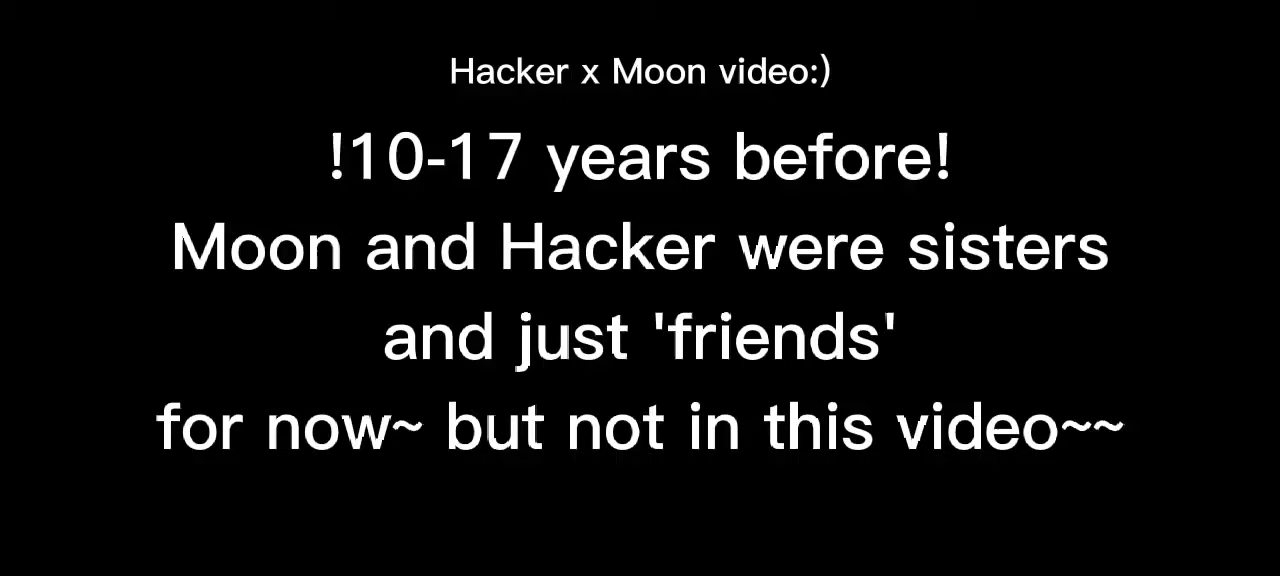 Hacker x Moon video:)
!10-17 years before!
Moon and Hacker were sisters
and just 'friends'
for now~ but not in this video~~